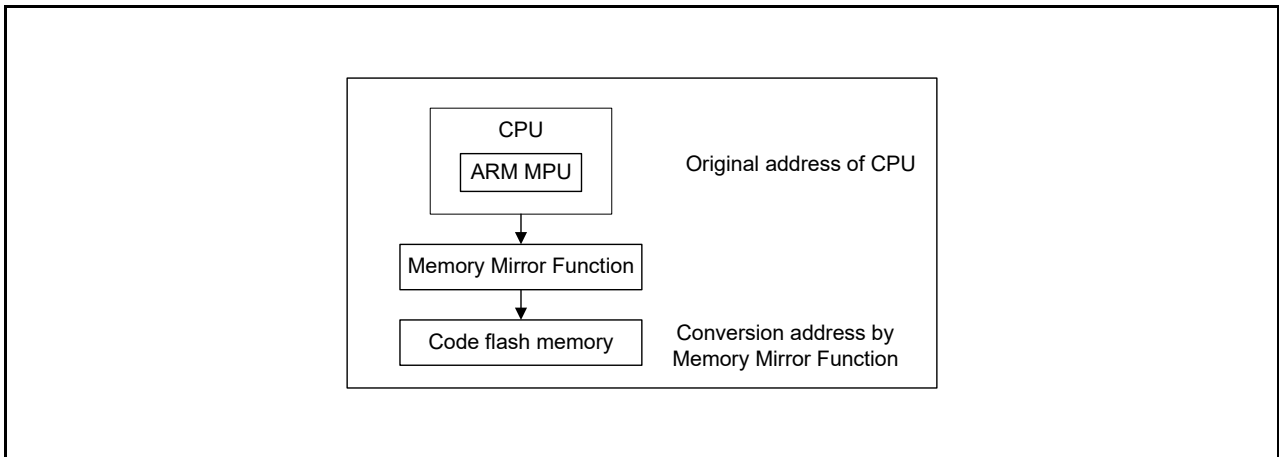 CPU
ARM MPU
Original address of CPU
Memory Mirror Function
Code flash memory
Conversion address by
Memory Mirror Function